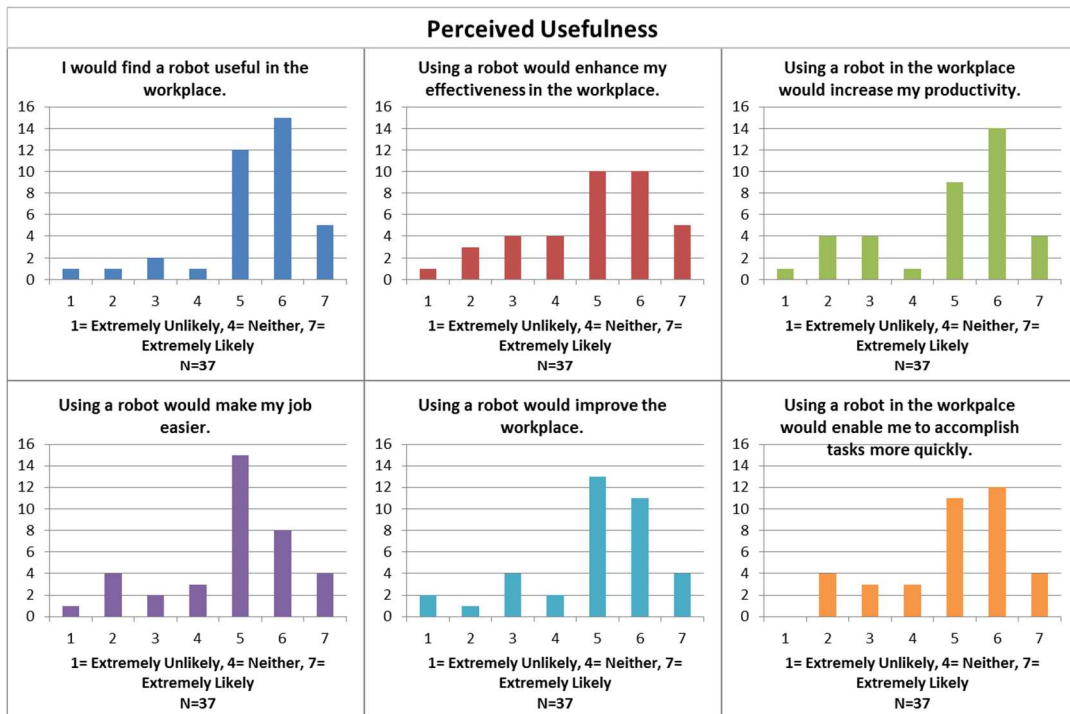 Perceived Usefulness
I would find a robot useful in the
workplace.
16
14
12
10
8
6
4
2
0
1 2 3 4 5 6 7
1= Extremely Unlikely, 4= Neither, 7=
Extremely Likely
N=37
Using a robot would enhance my
effectiveness in the workplace.
16
14
12
10
8
6
4
2
0
1 2 3 4 5 6 7
1= Extremely Unlikely, 4= Neither, 7=
Extremely Likely
N=37
Using a robot in the workplace
would increase my productivity.
16
14
12
10
8
6
4
2
0
1 2 3 4 5 6 7
1= Extremely Unlikely, 4= Neither, 7=
Extremely Likely
N=37
Using a robot would make my job
easier.
16
14
12
10
8
6
4
2
0
1 2 3 4 5 6 7
1= Extremely Unlikely, 4= Neither, 7=
Extremely Likely
N=37
Using a robot would improve the
workplace.
16
14
12
10
8
6
4
2
0
1 2 3 4 5 6 7
1= Extremely Unlikely, 4= Neither, 7=
Extremely Likely
N=37
Using a robot in the workpalce
would enable me to accomplish
tasks more quickly.
16
14
12
10
8
6
4
2
0
1 2 3 4 5 6 7
1= Extremely Unlikely, 4= Neither, 7=
Extremely Likely
N=37